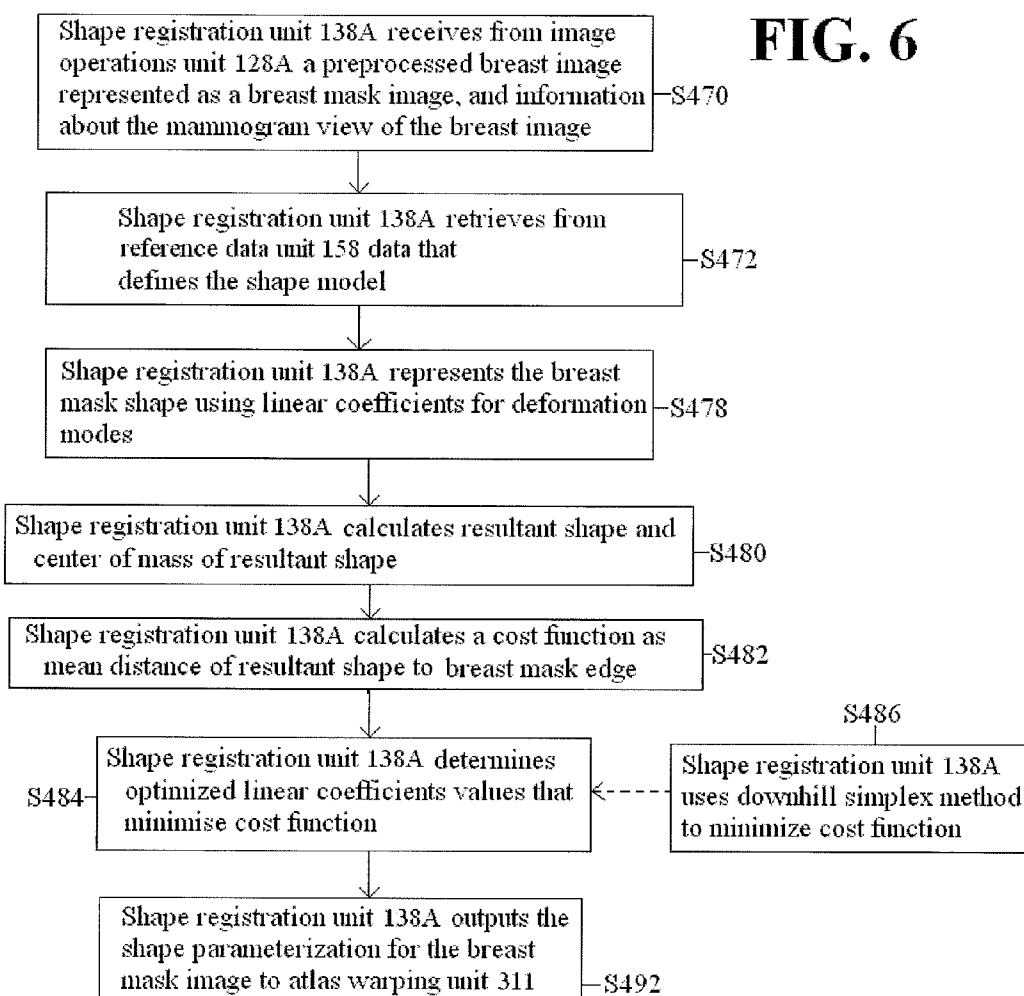 FIG. 6
Shape registration unit 138A receives from image
operations unit 128A a preprocessed breast image
represented as a breast mask image, and information
about the mammogram view of the breast image
S470
Shape registration unit 138A retrieves from
reference data unit 158 data that
defines the shape model
S472
Shape registration unit 138A represents the breast
mask shape using linear coefficients for deformation
modes
S478
Shape registration unit 138A calculates resultant shape and
center of mass of resultant shape
S480
Shape registration unit 138A calculates a cost function as
mean distance of resultant shape to breast mask edge
S482
Shape registration unit 138A determines
optimized linear coefficients values that
minimise cost function
S484
S486
Shape registration unit 138A
uses downhill simplex method
to minimize cost function
Shape registration unit 138A outputs the
shape parameterization for the breast
mask image to atlas warping unit 311
S492